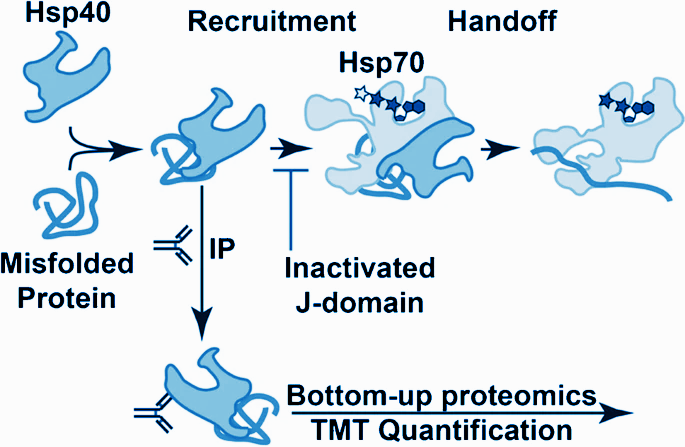 Hsp40
Recruitment
Handoff
Hsp70
Misfolded
Protein
IP
Inactivated
J-domain
Bottom-up proteomics
TMT Quantification